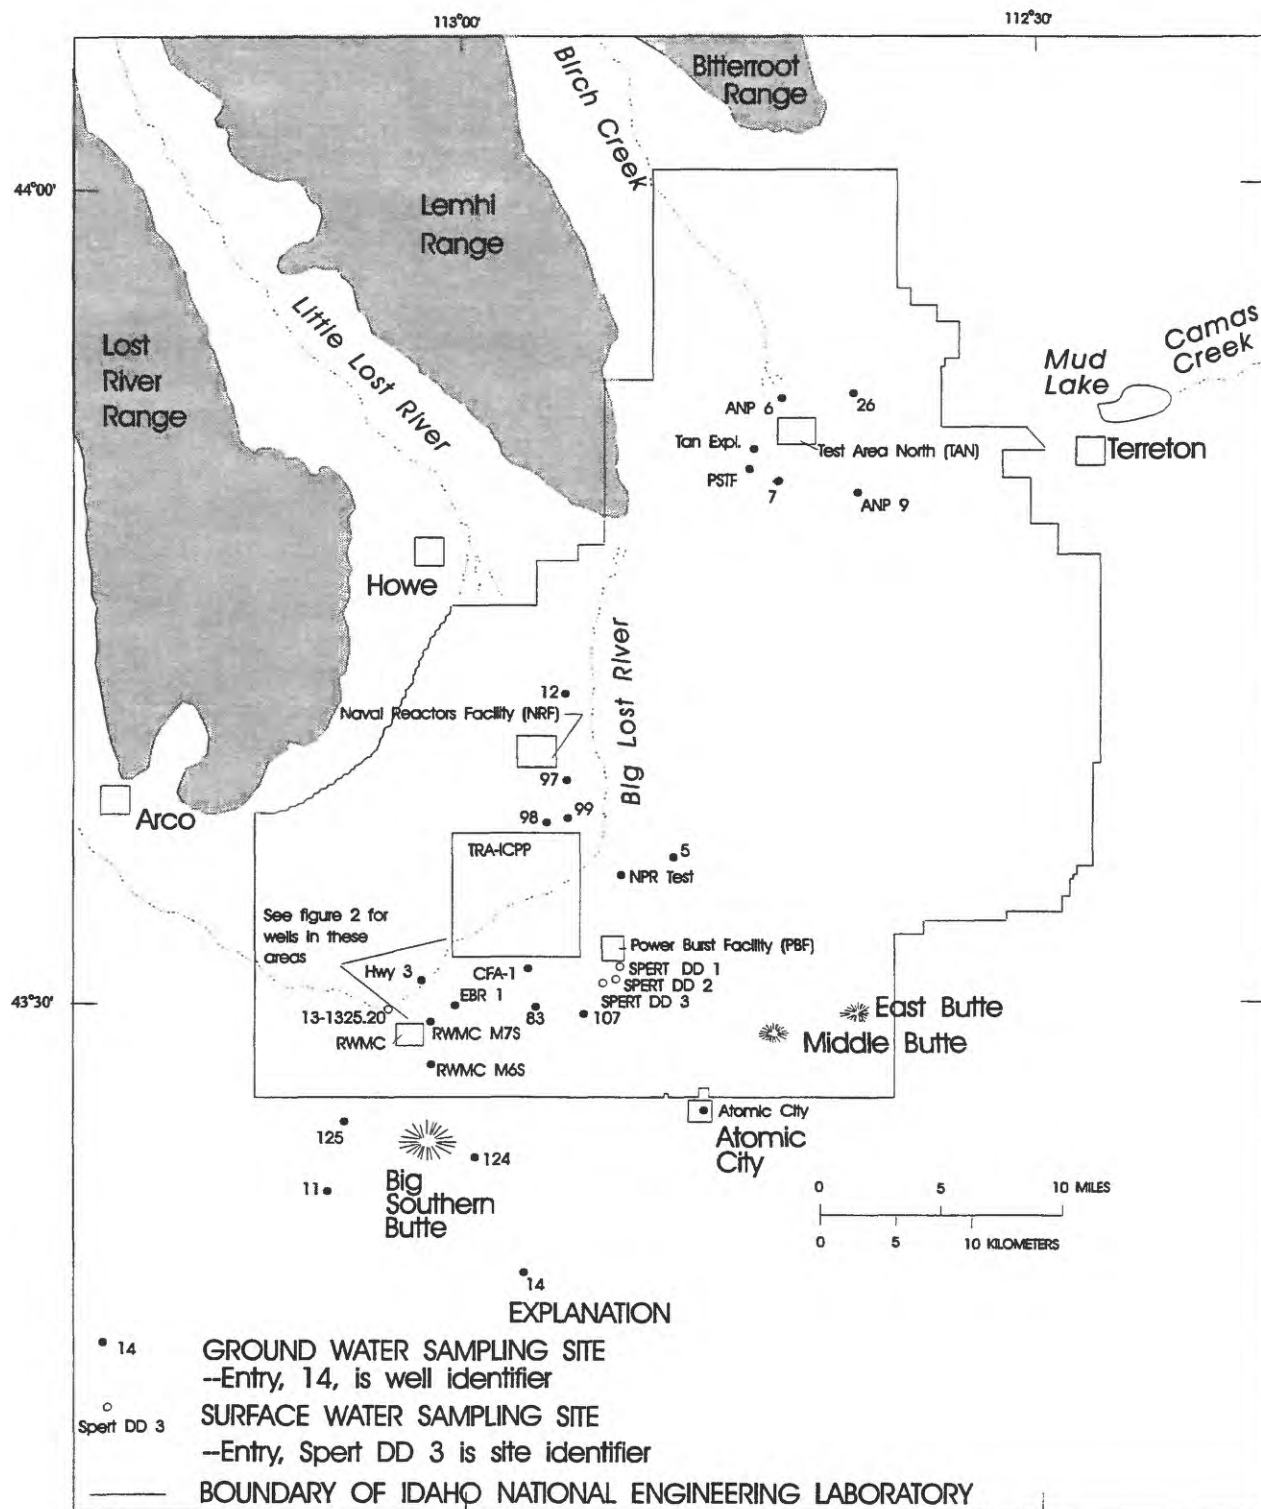 113°00'
112°30'
Birch Creek
Bitterroot
Range
44°00'
Lemhi
Range
Little Lost River
Lost
River
Range
Camas
Creek
Mud
Lake
ANP 6
26
Tan Expl.
Test Area North (TAN)
Terreton
PSTF
7
ANP 9
Howe
Big Lost River
12
Naval Reactors Facility (NRF)
97
Arco
98
99
TRA-ICPP
5
NPR Test
See figure 2 for
wells in these
areas
Power Burst Facility (PBF)
Hwy 3
CFA-1
SPERT DD 1
SPERT DD 2
SPERT DD 3
43°30'
EBR 1
13-1325.20
83
107
East Butte
RWMC M7S
RWMC
Middle Butte
RWMC M6S
Atomic City
Atomic
City
125
124
11
Big
Southern
Butte
0 5 10 MILES
0 5 10 KILOMETERS
14
EXPLANATION
14
GROUND WATER SAMPLING SITE
--Entry, 14, is well identifier
Spert DD 3
SURFACE WATER SAMPLING SITE
--Entry, Spert DD 3 is site identifier
BOUNDARY OF IDAHO NATIONAL ENGINEERING LABORATORY